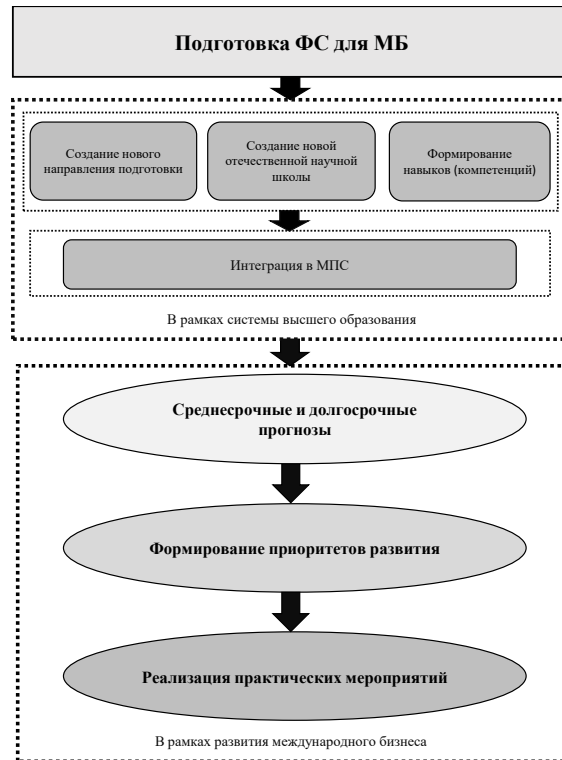 Подготовка ФС для МБ
Создание нового
направления подготовки
Создание новой
отечественной научной
школы
Формирование
навыков (компетенций)
Интеграция в МПС
В рамках системы высшего образования
Среднесрочные и долгосрочные
прогнозы
Формирование приоритетов развития
Реализация практических мероприятий
В рамках развития международного бизнеса